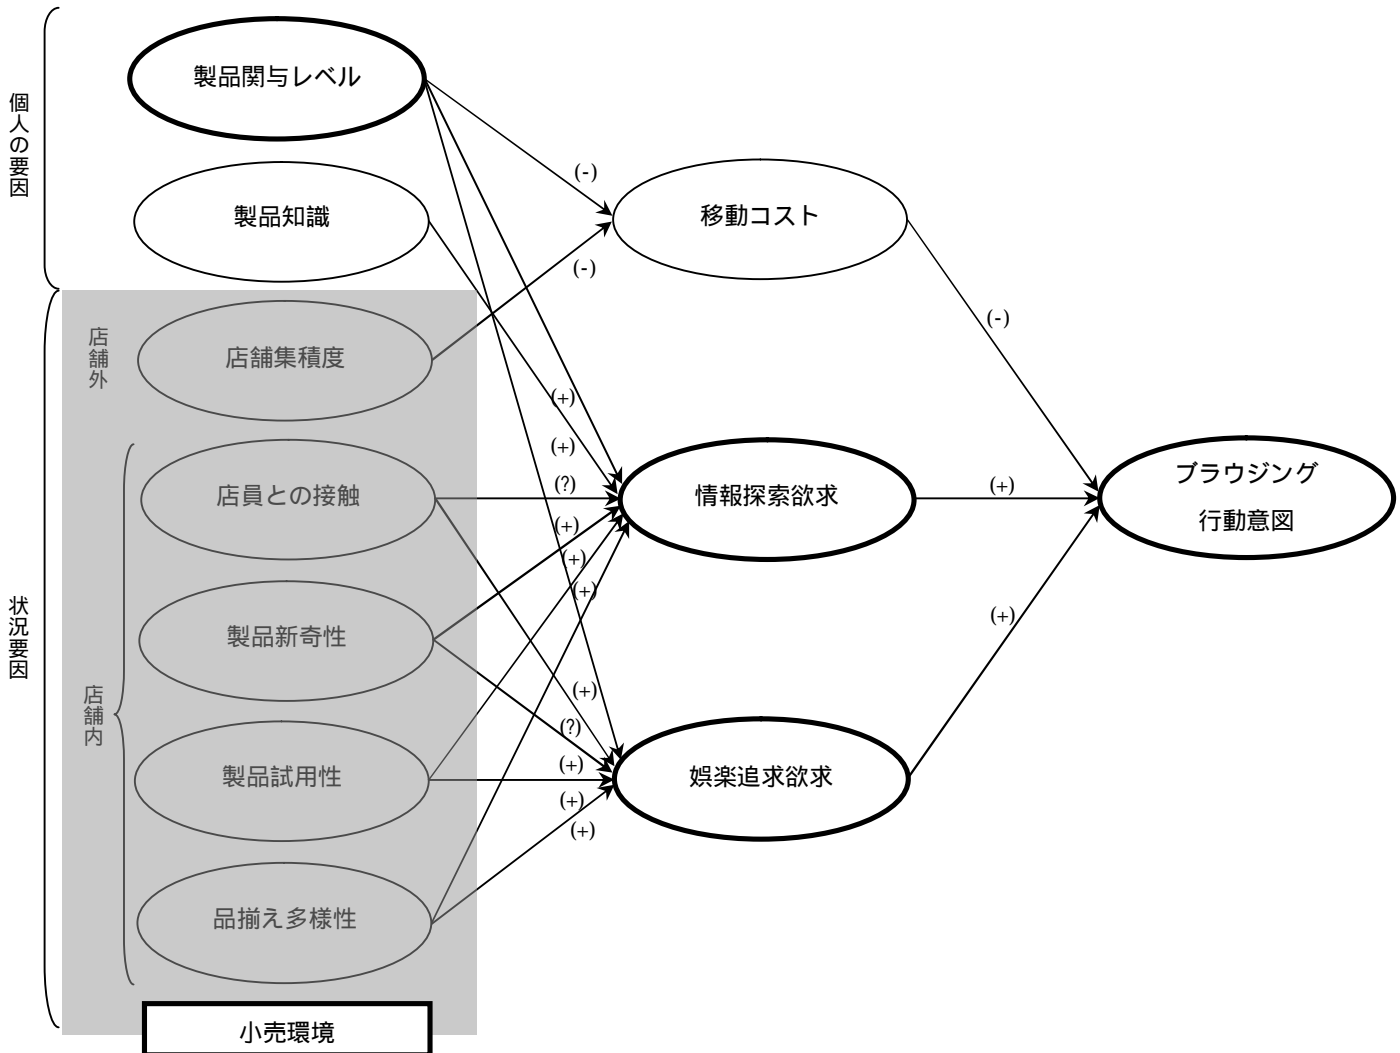 個人の要因
製品関与レベル
製品知識
状況要因
店舗外
店舗集積度
店舗内
店員との接触
製品新奇性
製品試用性
品揃え多様性
小売環境
(-)
(-)
(+)
(+)
(?)
(+)
(+)
(+)
(+)
(?)
(+)
(+)
(+)
移動コスト
情報探索欲求
娯楽追求欲求
(-)
(+)
(+)
ブラウジング
行動意図